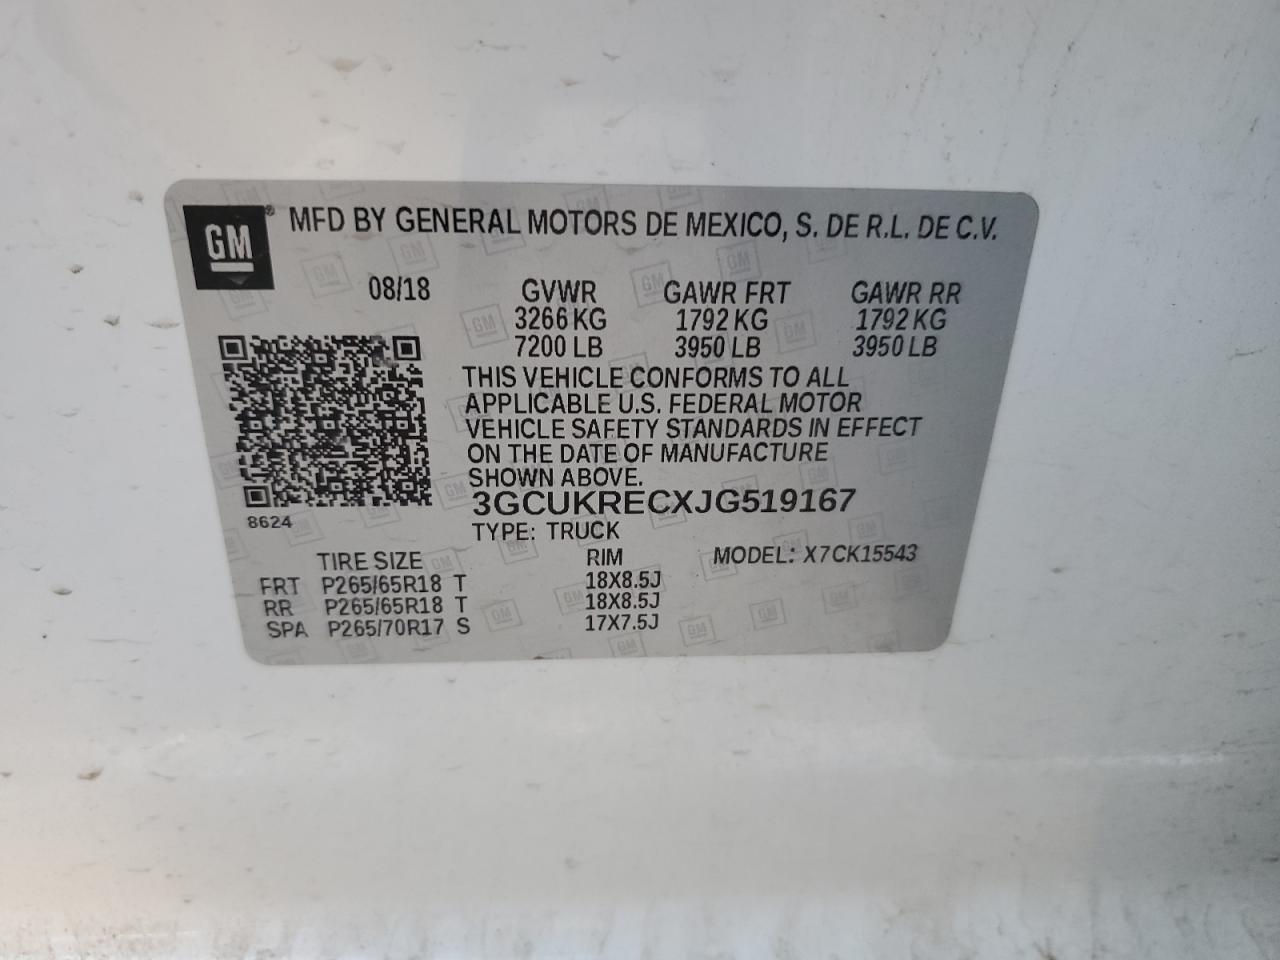 GM ® MFD BY GENERAL MOTORS DE MEXICO, S. DE R.L. DE C.V.
08/18 GVWR GAWR FRT GAWR RR
3266 KG 1792 KG 1792 KG
7200 LB 3950 LB 3950 LB
THIS VEHICLE CONFORMS TO ALL
APPLICABLE U.S. FEDERAL MOTOR
VEHICLE SAFETY STANDARDS IN EFFECT
ON THE DATE OF MANUFACTURE
SHOWN ABOVE.
3GCUKRECXJG519167
8624
TYPE: TRUCK
TIRE SIZE RIM MODEL: X7CK15543
FRT P265/65R18 T 18X8.5J
RR P265/65R18 T 18X8.5J
SPA P265/70R17 S 17X7.5J